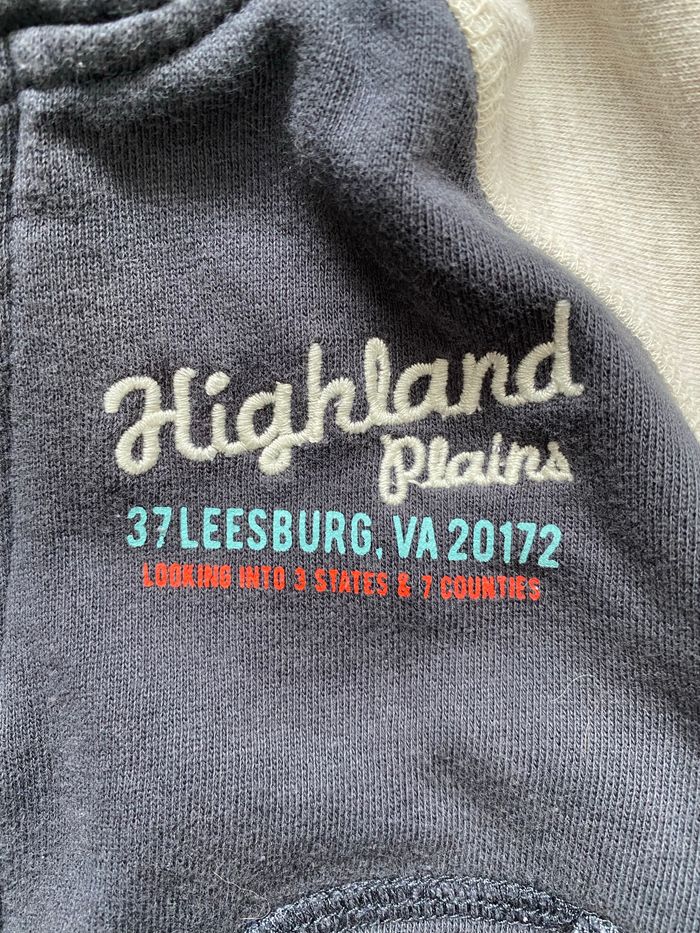 Highland
Plains
37 LEESBURG, VA 20172
LOOKING INTO 3 STATES & 7 COUNTIES